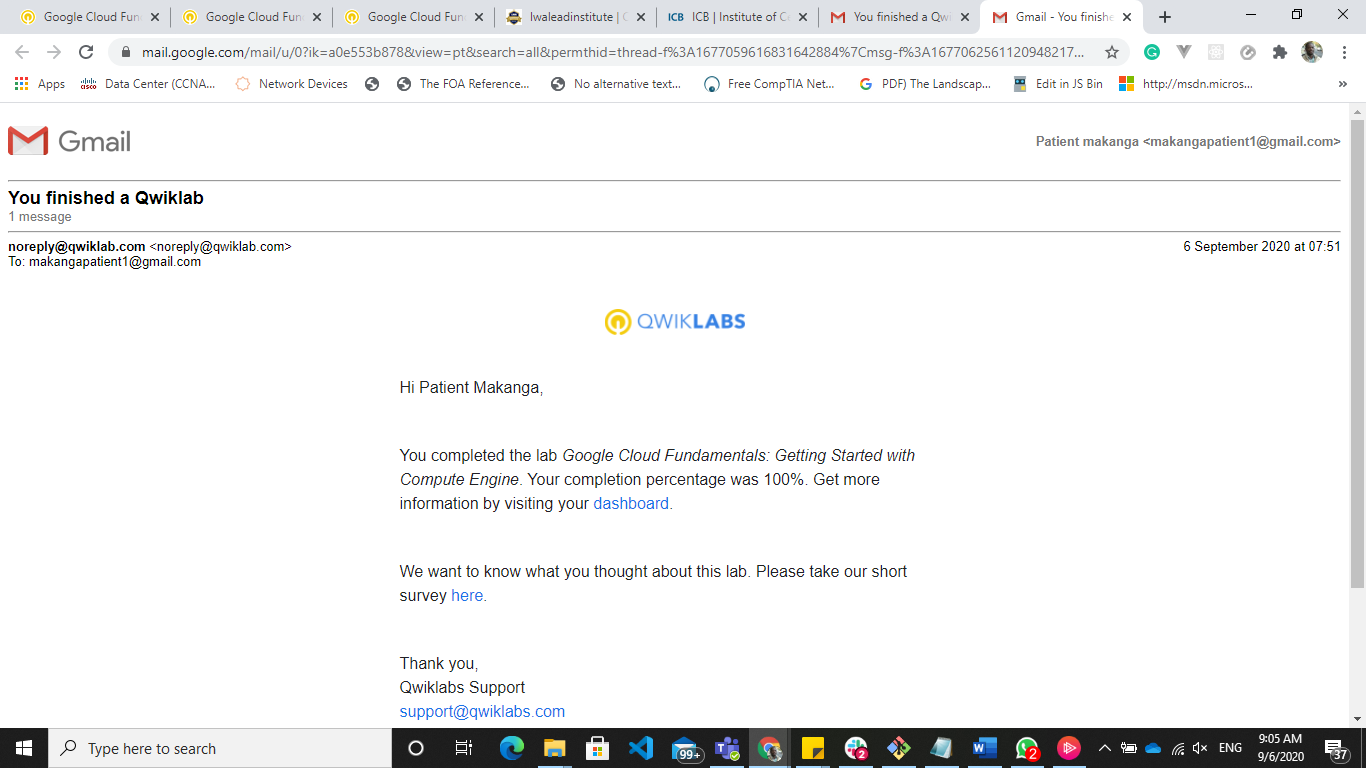 Google Cloud Fun
Google Cloud Fun
Google Cloud Fun
Iwaleadinstitute | C
ICB ICB | Institute of Ce
You finished a Qwi
Gmail - You finishe
mail.google.com/mail/u/0?ik=a0e553b878&view=pt&search=all&permthid=thread-f%3A1677059616831642884%7Cmsg-f%3A1677062561120948217...
Apps
Data Center (CCNA...
Network Devices
The FOA Reference...
No alternative text...
Free CompTIA Net...
PDF) The Landscap...
Edit in JS Bin
http://msdn.micros...
»
Gmail
Patient makanga <makangapatient1@gmail.com>
You finished a Qwiklab
1 message
noreply@qwiklab.com <noreply@qwiklab.com>
6 September 2020 at 07:51
To: makangapatient1@gmail.com
QWIKLABS
Hi Patient Makanga,
You completed the lab Google Cloud Fundamentals: Getting Started with
Compute Engine. Your completion percentage was 100%. Get more
information by visiting your dashboard.
We want to know what you thought about this lab. Please take our short
survey here.
Thank you,
Qwiklabs Support
support@qwiklabs.com
Type here to search
99+
2
2
ENG
9:05 AM
9/6/2020
37